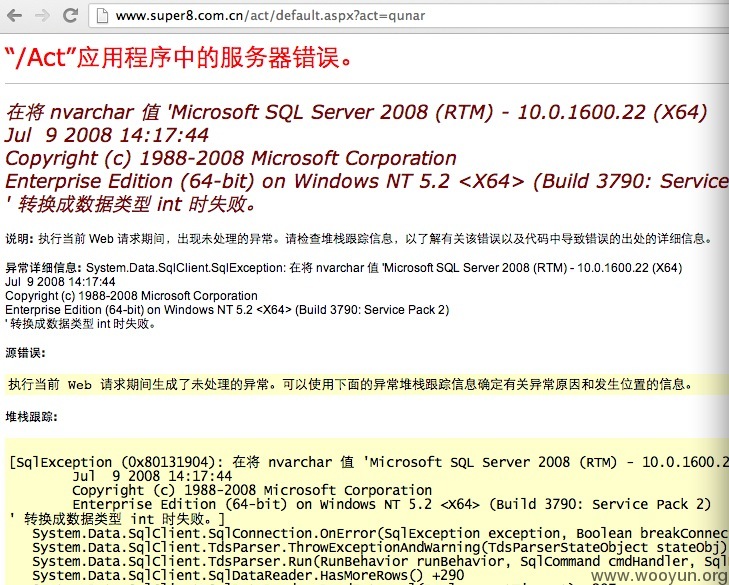 www.super8.com.cn/act/default.aspx?act=qunar
“/Act”应用程序中的服务器错误。
在将 nvarchar 值 'Microsoft SQL Server 2008 (RTM) - 10.0.1600.22 (X64)
Jul 9 2008 14:17:44
Copyright (c) 1988-2008 Microsoft Corporation
Enterprise Edition (64-bit) on Windows NT 5.2 <X64> (Build 3790: Service
' 转换成数据类型 int 时失败。
说明: 执行当前 Web 请求期间，出现未处理的异常。请检查堆栈跟踪信息，以了解有关该错误以及代码中导致错误的出处的详细信息。
异常详细信息: System.Data.SqlClient.SqlException: 在将 nvarchar 值 'Microsoft SQL Server 2008 (RTM) - 10.0.1600.22 (X64)
Jul 9 2008 14:17:44
Copyright (c) 1988-2008 Microsoft Corporation
Enterprise Edition (64-bit) on Windows NT 5.2 <X64> (Build 3790: Service Pack 2)
' 转换成数据类型 int 时失败。
源错误:
执行当前 Web 请求期间生成了未处理的异常。可以使用下面的异常堆栈跟踪信息确定有关异常原因和发生位置的信息。
堆栈跟踪:
[SqlException (0x80131904): 在将 nvarchar 值 'Microsoft SQL Server 2008 (RTM) - 10.0.1600.2
Jul 9 2008 14:17:44
Copyright (c) 1988-2008 Microsoft Corporation
Enterprise Edition (64-bit) on Windows NT 5.2 <X64> (Build 3790: Service Pack 2)
' 转换成数据类型 int 时失败。]
System.Data.SqlClient.SqlConnection.OnError(SqlException exception, Boolean breakConnec
System.Data.SqlClient.TdsParser.ThrowExceptionAndWarning(TdsParserStateObject stateObj)
System.Data.SqlClient.TdsParser.Run(RunBehavior runBehavior, SqlCommand cmdHandler, Sql
System.Data.SqlClient.SqlDataReader.HasMoreRows() +290
www.wooyun.org